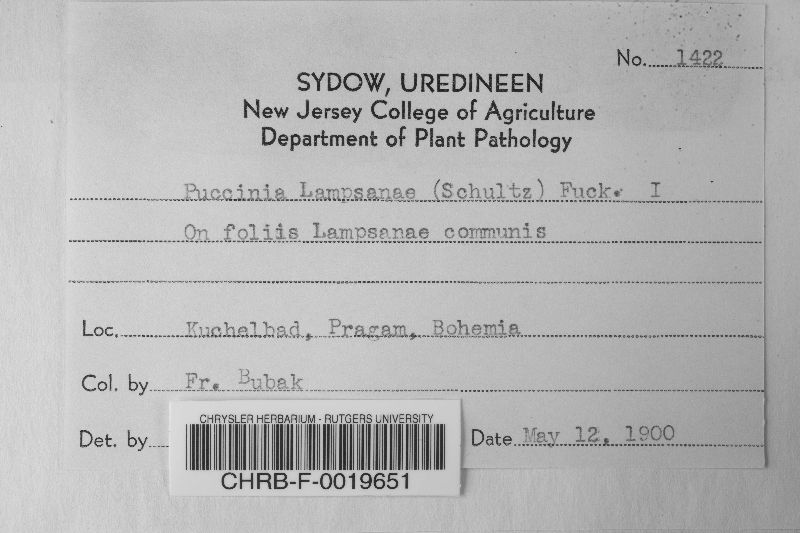 No. 1422
SYDOW, UREDINEEN
New Jersey College of Agriculture
Department of Plant Pathology
Puccinia Lampsanae (Schultz) Fuck. I
On foliis Lampsanae communis
Loc. Kuchelbad, Pragam, Bohemia
Col. by Fr. Bubak
Det. by
Date May 12, 1900
CHRYSLER HERBARIUM - RUTGERS UNIVERSITY
CHRB-F-0019651